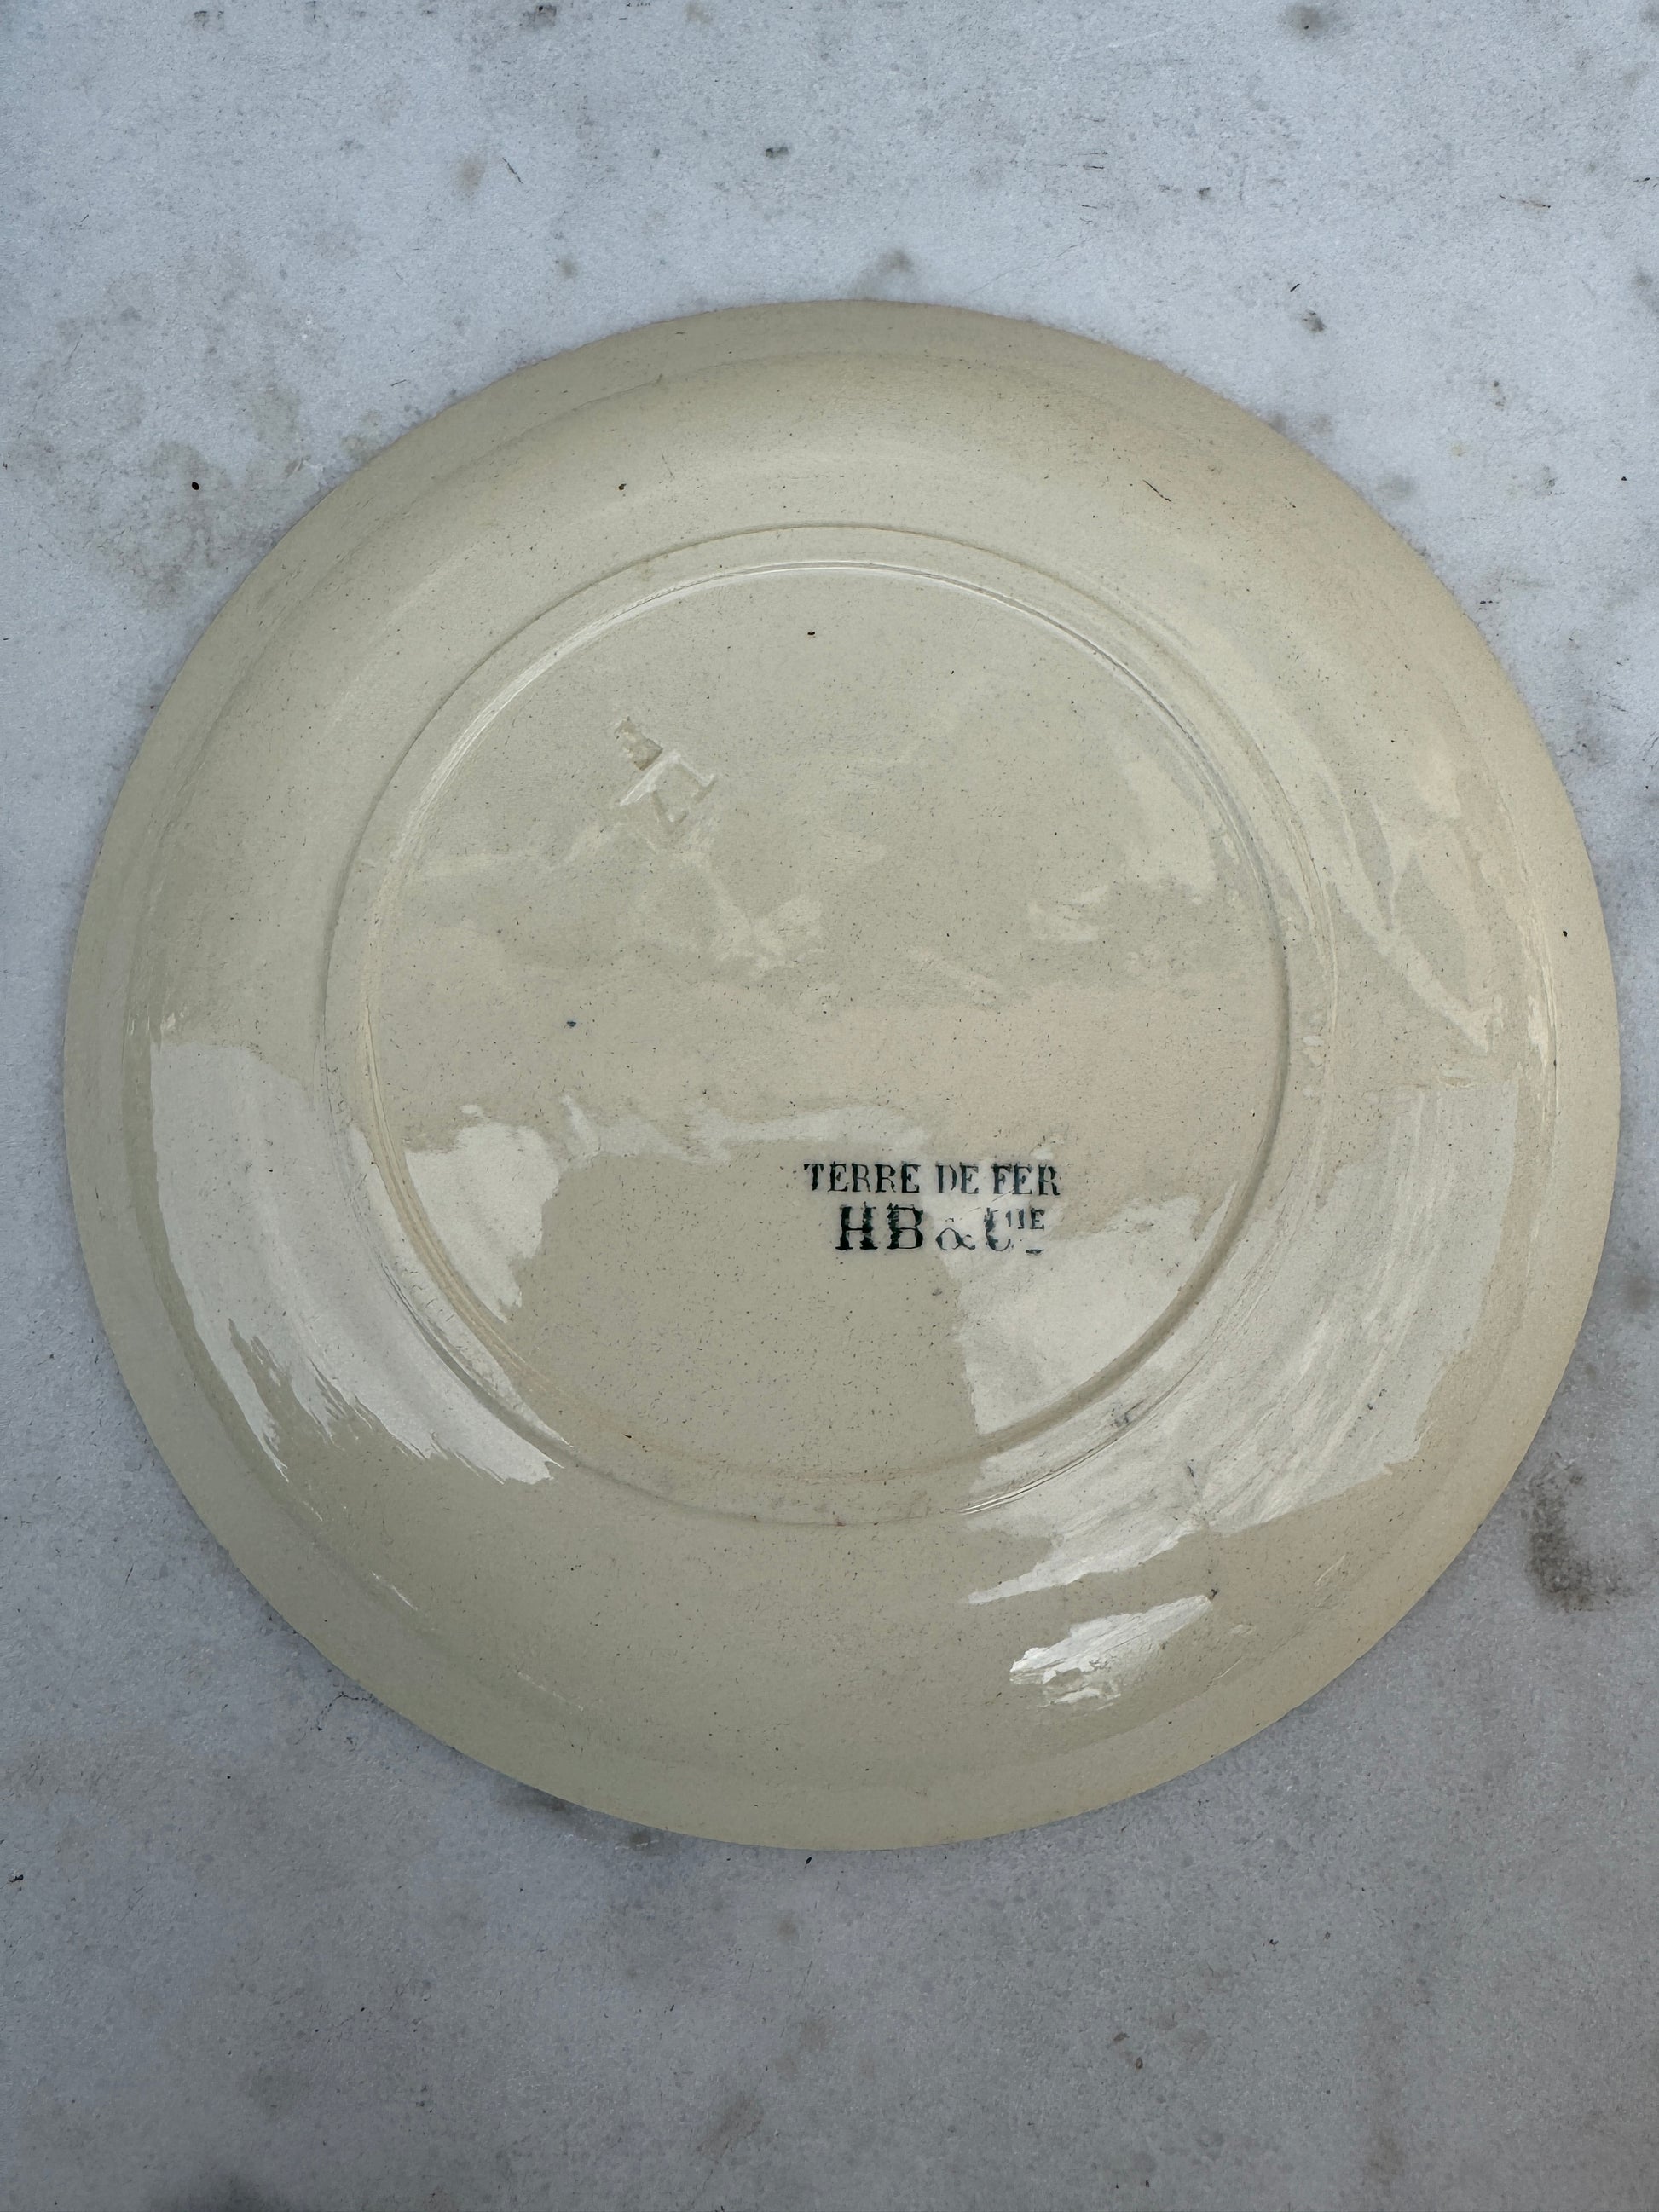 TERRE DE FER
HB & CIE